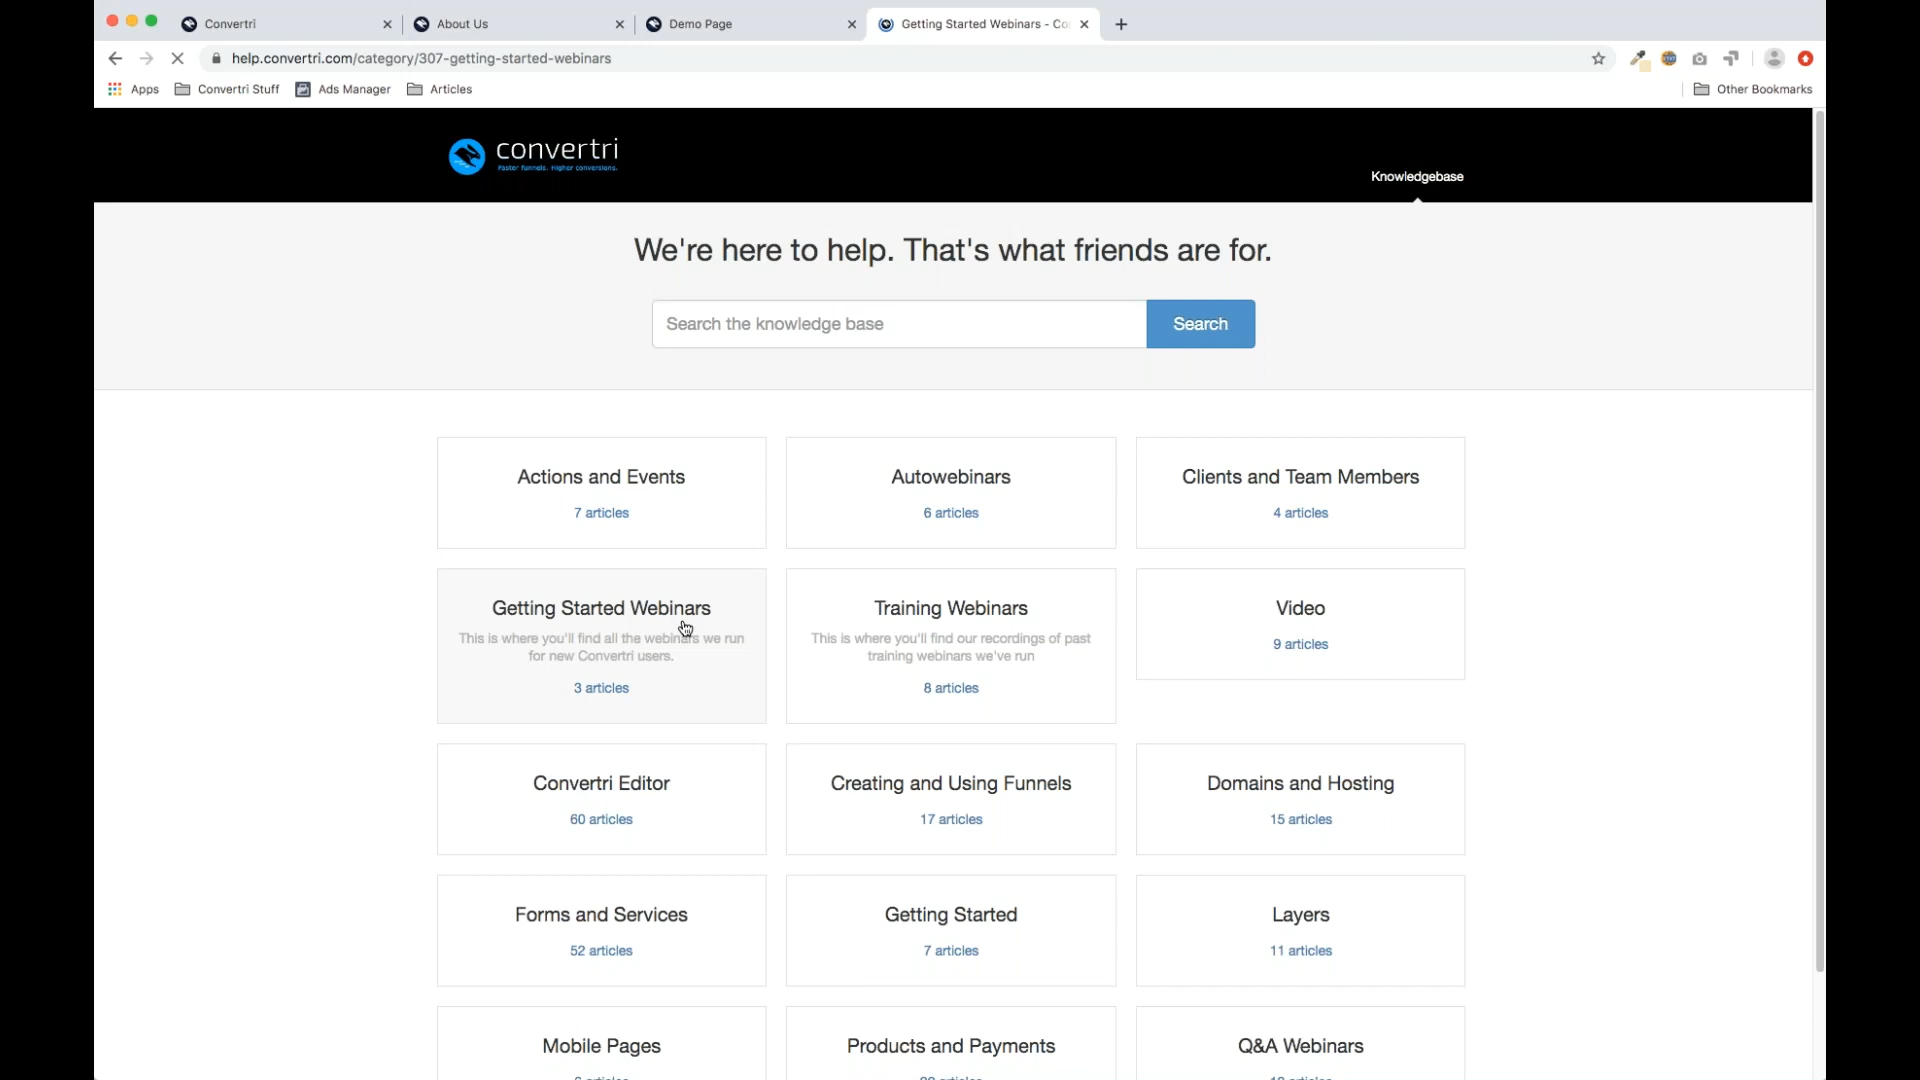 Convertri
About Us
Demo Page
Getting Started Webinars - Co
help.convertri.com/category/307-getting-started-webinars
Apps
Convertri Stuff
Ads Manager
Articles
Other Bookmarks
convertri
Faster funnels. Higher conversions.
Knowledgebase
We're here to help. That's what friends are for.
Search the knowledge base
Search
Actions and Events
7 articles
Autowebinars
6 articles
Clients and Team Members
4 articles
Getting Started Webinars
This is where you'll find all the webinars we run
for new Convertri users.
3 articles
Training Webinars
This is where you'll find our recordings of past
training webinars we've run
8 articles
Video
9 articles
Convertri Editor
60 articles
Creating and Using Funnels
17 articles
Domains and Hosting
15 articles
Forms and Services
52 articles
Getting Started
7 articles
Layers
11 articles
Mobile Pages
Products and Payments
Q&A Webinars